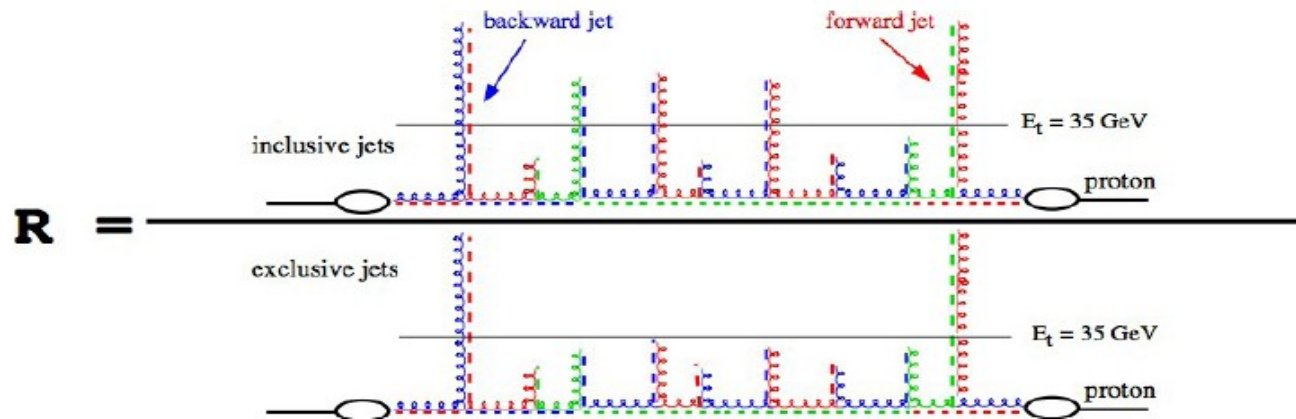 backward jet
forward jet
E_t = 35 GeV
inclusive jets
proton
R =
exclusive jets
E_t = 35 GeV
proton